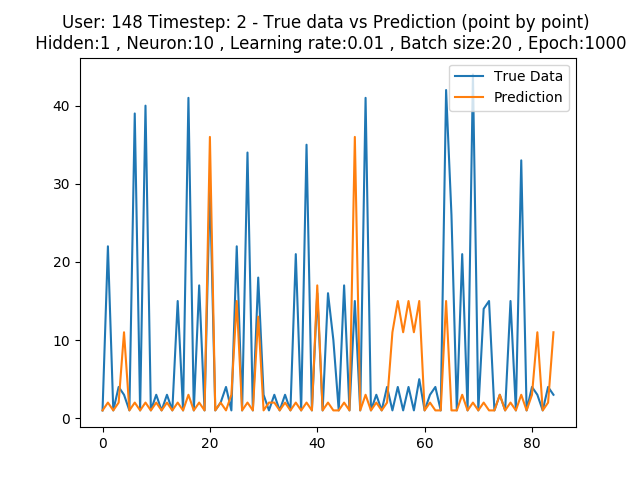 User: 148 Timestep: 2 - True data vs Prediction (point by point)
Hidden:1 , Neuron:10 , Learning rate:0.01 , Batch size:20 , Epoch:1000
True Data
Prediction
40
30
20
10
0
0 20 40 60 80